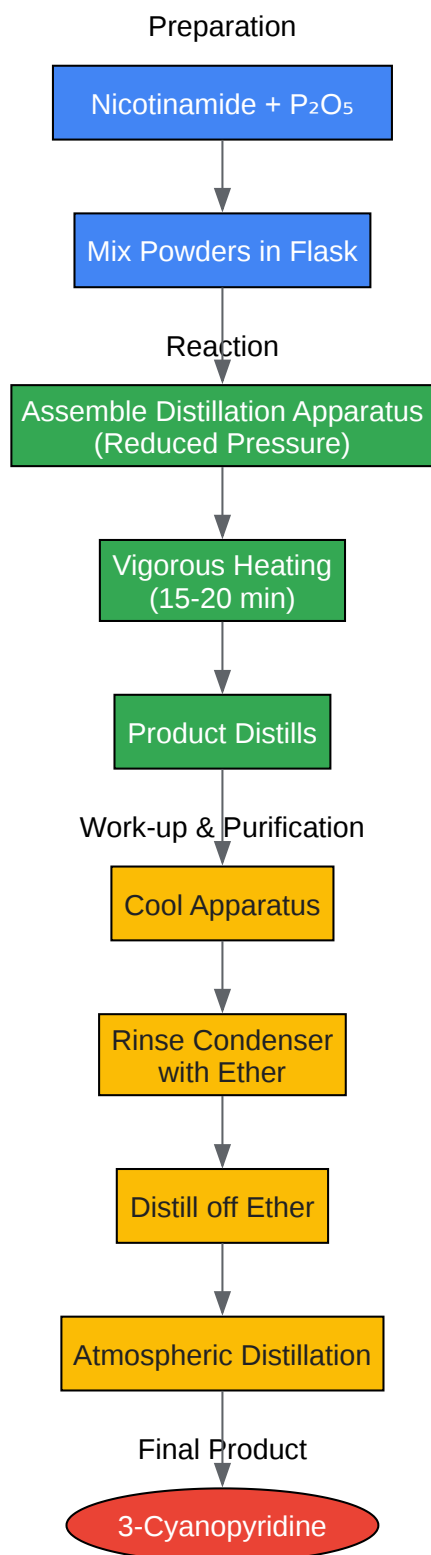 Preparation
Nicotinamide + P₂O₅
Mix Powders in Flask
Reaction
Assemble Distillation Apparatus
(Reduced Pressure)
Vigorous Heating
(15-20 min)
Product Distills
Work-up & Purification
Cool Apparatus
Rinse Condenser
with Ether
Distill off Ether
Atmospheric Distillation
Final Product
3-Cyanopyridine